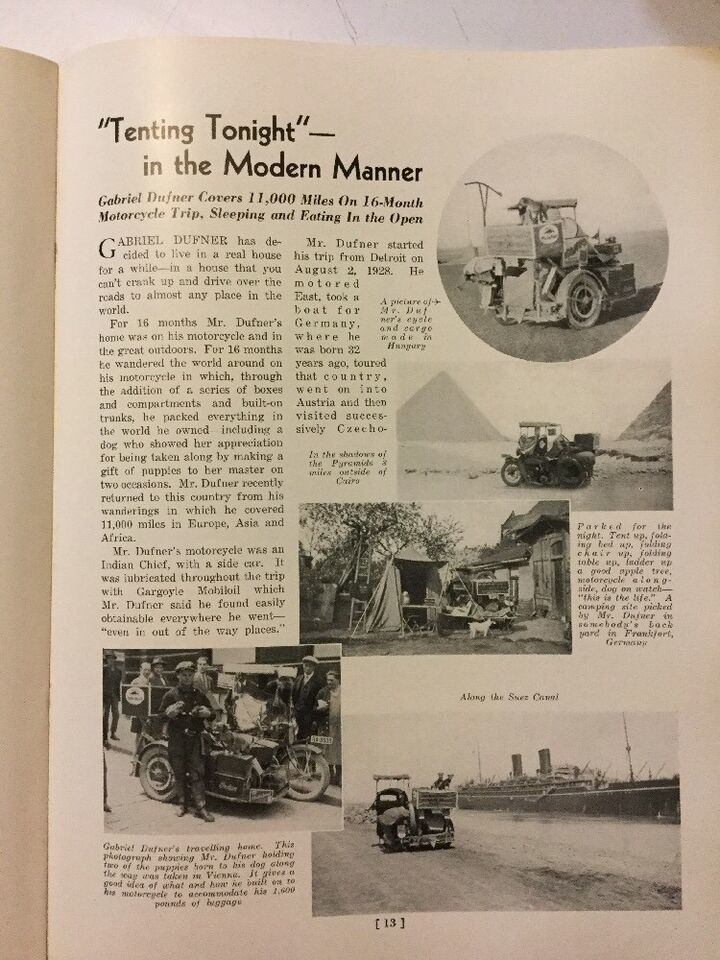 "Tenting Tonight"—
in the Modern Manner
Gabriel Dufner Covers 11,000 Miles On 16-Month
Motorcycle Trip, Sleeping and Eating In the Open
GABRIEL DUFNER has de-
cided to live in a real house
for a while—in a house that you
can't crank up and drive over the
roads to almost any place in the
world.
For 16 months Mr. Dufner's
home was on his motorcycle and in
the great outdoors. For 16 months
he wandered the world around on
his motorcycle in which, through
the addition of a series of boxes
and compartments and built-on
trunks, he packed everything in
the world he owned including a
dog who showed her appreciation
for being taken along by making a
gift of puppies to her master on
two occasions. Mr. Dufner recently
returned to this country from his
wanderings in which he covered
11,000 miles in Europe, Asia and
Africa.
Mr. Dufner's motorcycle was an
Indian Chief, with a side car. It
was lubricated throughout the trip
with Gargoyle Mobiloil which
Mr. Dufner said he found easily
obtainable everywhere he went—
"even in out of the way places."
Mr. Dufner started
his trip from Detroit on
August 2, 1928. He
motored
East, took a
boat for
Germany,
where he
was born 32
years ago, toured
that country,
went on into
Austria and then
visited succes-
sively Czecho-
A picture of
Mr. Duf
ner's cycle
and cargo
made in
Hungary
In the shadows of
the Pyramids 8
miles outside of
Cairo
Parked for the
night. Tent up, fold-
ing bed up, folding
chair up, folding
table up, ladder up
a good apple tree,
motorcycle along-
side, dog on watch—
"this is the life." A
camping site picked
by Mr. Dufner in
somebody's back
yard in Frankfort,
Germany
Along the Suez Canal
Gabriel Dufner's travelling home. This
photograph showing Mr. Dufner holding
two of the puppies born to his dog along
the way was taken in Vienna. It gives a
good idea of what and how he built on to
his motorcycle to accommodate his 1,600
pounds of luggage
[ 13 ]